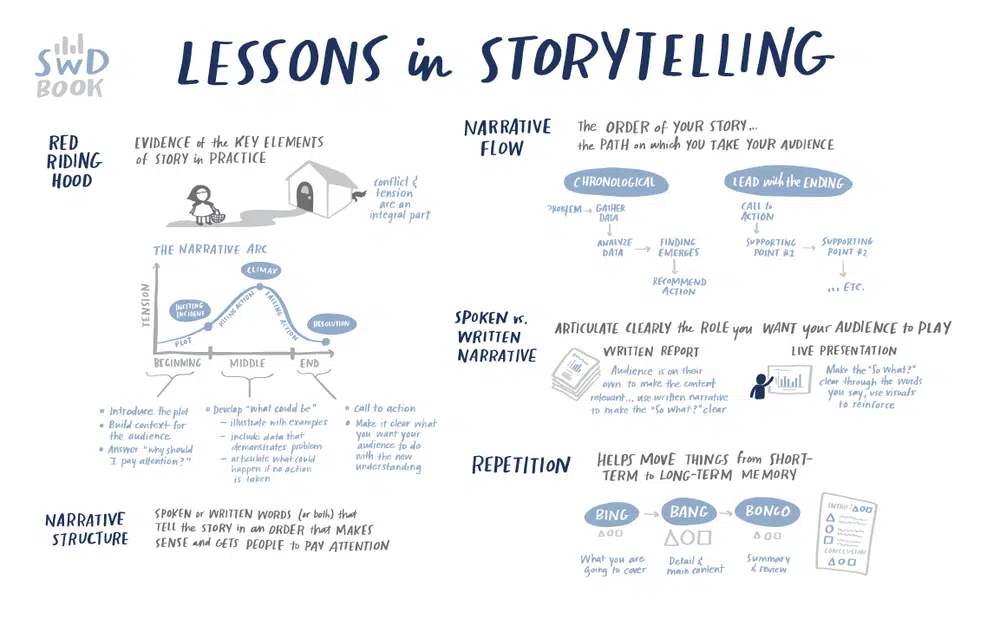 SWD
BOOK
LESSONS in STORYTELLING
RED
RIDING
HOOD
EVIDENCE of the KEY ELEMENTS
of STORY in PRACTICE
conflict &
tension
are an
integral part
THE NARRATIVE ARC
TENSION
CLIMAX
INCITING
INCIDENT
RISING ACTION
FALLING ACTION
RESOLUTION
PLOT
BEGINNING
MIDDLE
END
• Introduce the plot
• Build context for
the audience
• Answer "why should
I pay attention?"
• Develop "what could be"
– illustrate with examples
– include data that
demonstrates problem
– articulate what could
happen if no action
is taken
• Call to action
• Make it clear what
you want your
audience to do
with the new
understanding
NARRATIVE
STRUCTURE
SPOKEN or WRITTEN WORDS (or both) that
TELL the STORY in an ORDER that MAKES
SENSE and GETS PEOPLE to PAY ATTENTION
NARRATIVE
FLOW
The ORDER of YOUR STORY...
the PATH on which YOU TAKE YOUR AUDIENCE
CHRONOLOGICAL
PROBLEM → GATHER
DATA
ANALYZE
DATA
→ FINDING
EMERGES
RECOMMEND
ACTION
LEAD with the ENDING
CALL to
ACTION
SUPPORTING
POINT #1
→ SUPPORTING
POINT #2
... ETC.
SPOKEN vs.
WRITTEN
NARRATIVE
ARTICULATE CLEARLY the ROLE you WANT your AUDIENCE to PLAY
WRITTEN REPORT
Audience is on their
own to make the content
relevant... use written narrative
to make the "So What?" clear
LIVE PRESENTATION
Make the "So What?"
clear through the words
you say, use visuals
to reinforce
REPETITION
HELPS MOVE THINGS from SHORT-
TERM to LONG-TERM MEMORY
BING → BANG → BONGO
What you are
going to cover
Detail &
main content
Summary
& review
INTRO:
CONCLUSION